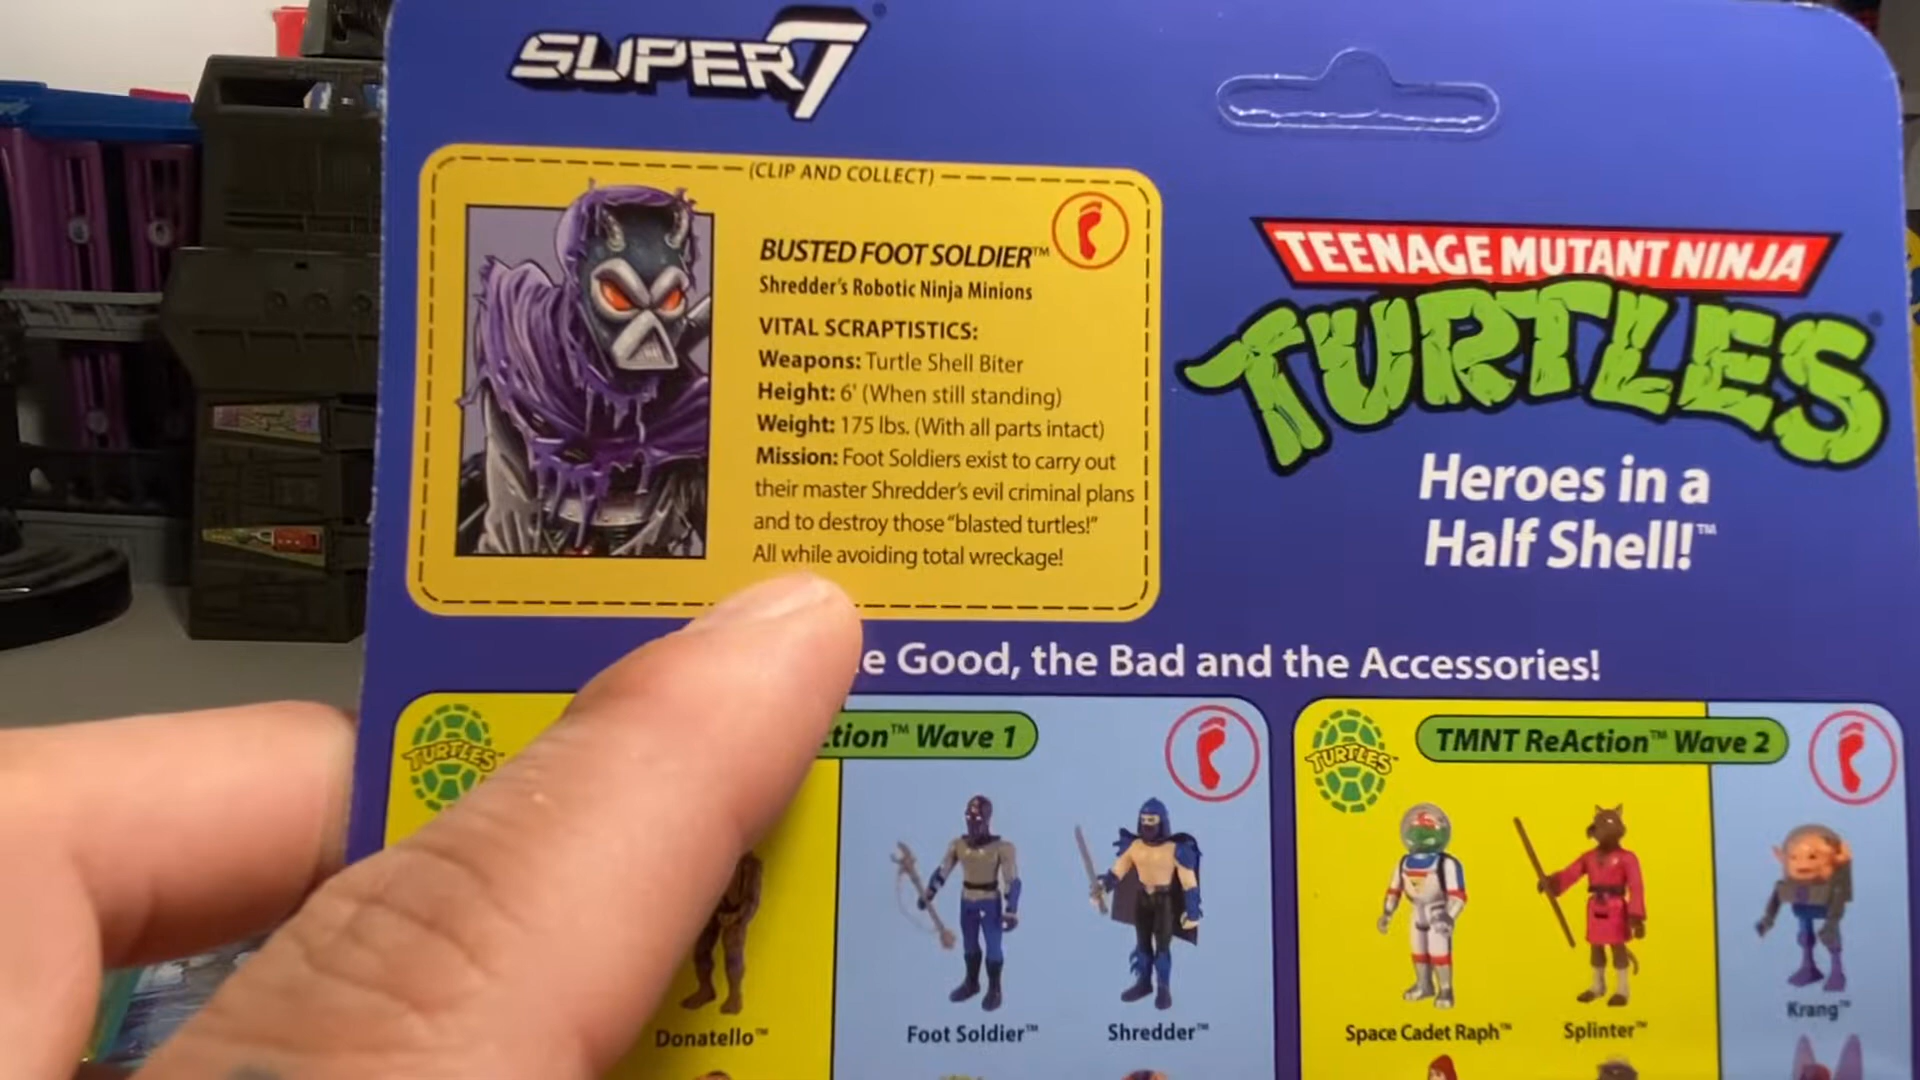 SUPER7®
(CLIP AND COLLECT)
BUSTED FOOT SOLDIER™
Shredder's Robotic Ninja Minions
VITAL SCRAPTISTICS:
Weapons: Turtle Shell Biter
Height: 6' (When still standing)
Weight: 175 lbs. (With all parts intact)
Mission: Foot Soldiers exist to carry out
their master Shredder's evil criminal plans
and to destroy those "blasted turtles!"
All while avoiding total wreckage!
TEENAGE MUTANT NINJA
TURTLES®
Heroes in a
Half Shell!™
Good, the Bad and the Accessories!
TURTLES
Wave 1
TURTLES
TMNT ReAction™ Wave 2
Donatello™
Foot Soldier™
Shredder™
Space Cadet Raph™
Splinter™
Krang™